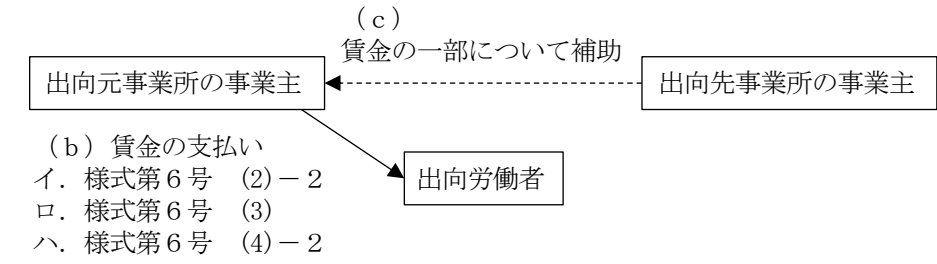 (c)
賃金の一部について補助
出向元事業所の事業主
出向先事業所の事業主
(b)賃金の支払い
イ.様式第6号 (2)-2
ロ.様式第6号 (3)
ハ.様式第6号 (4)-2
出向労働者